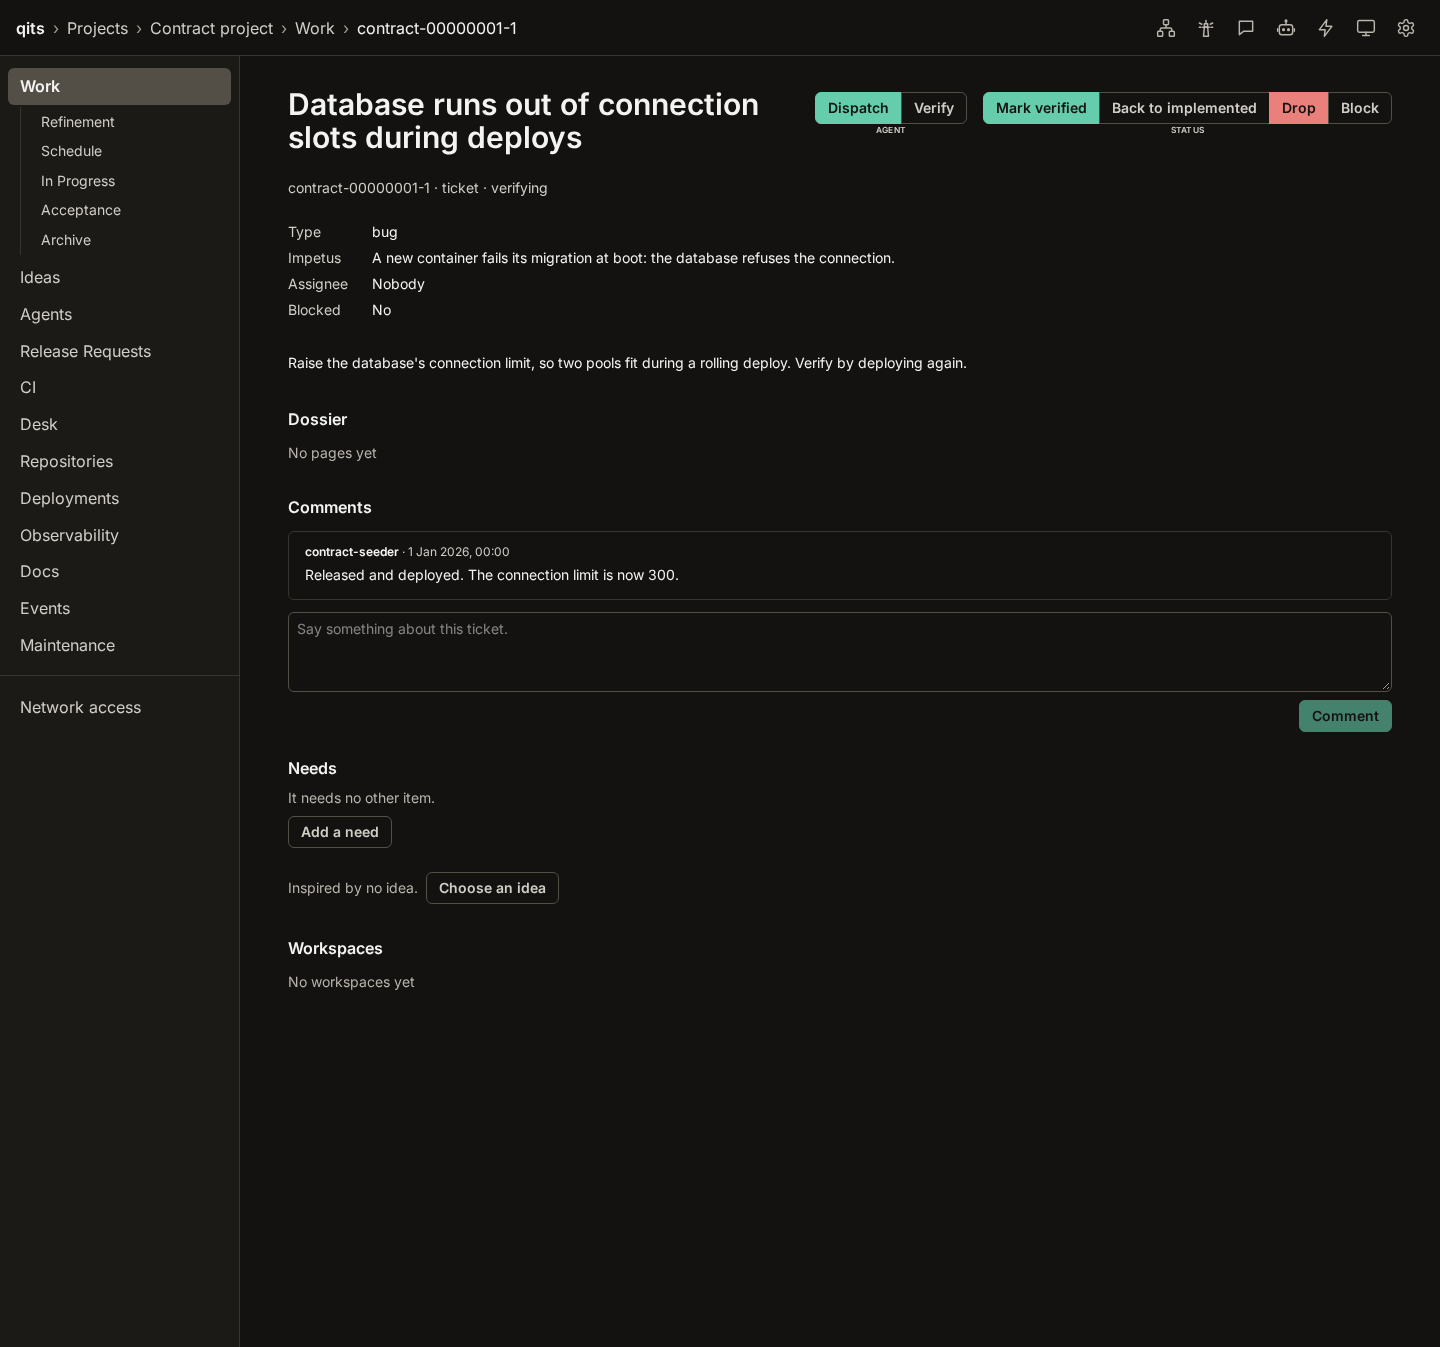 qits › Projects › Contract project › Work › contract-00000001-1
Work
Refinement
Schedule
In Progress
Acceptance
Archive
Ideas
Agents
Release Requests
CI
Desk
Repositories
Deployments
Observability
Docs
Events
Maintenance
Network access
Database runs out of connection
slots during deploys
Dispatch Verify
AGENT
Mark verified Back to implemented Drop Block
STATUS
contract-00000001-1 · ticket · verifying
Type bug
Impetus A new container fails its migration at boot: the database refuses the connection.
Assignee Nobody
Blocked No
Raise the database's connection limit, so two pools fit during a rolling deploy. Verify by deploying again.
Dossier
No pages yet
Comments
contract-seeder · 1 Jan 2026, 00:00
Released and deployed. The connection limit is now 300.
Say something about this ticket.
Comment
Needs
It needs no other item.
Add a need
Inspired by no idea. Choose an idea
Workspaces
No workspaces yet